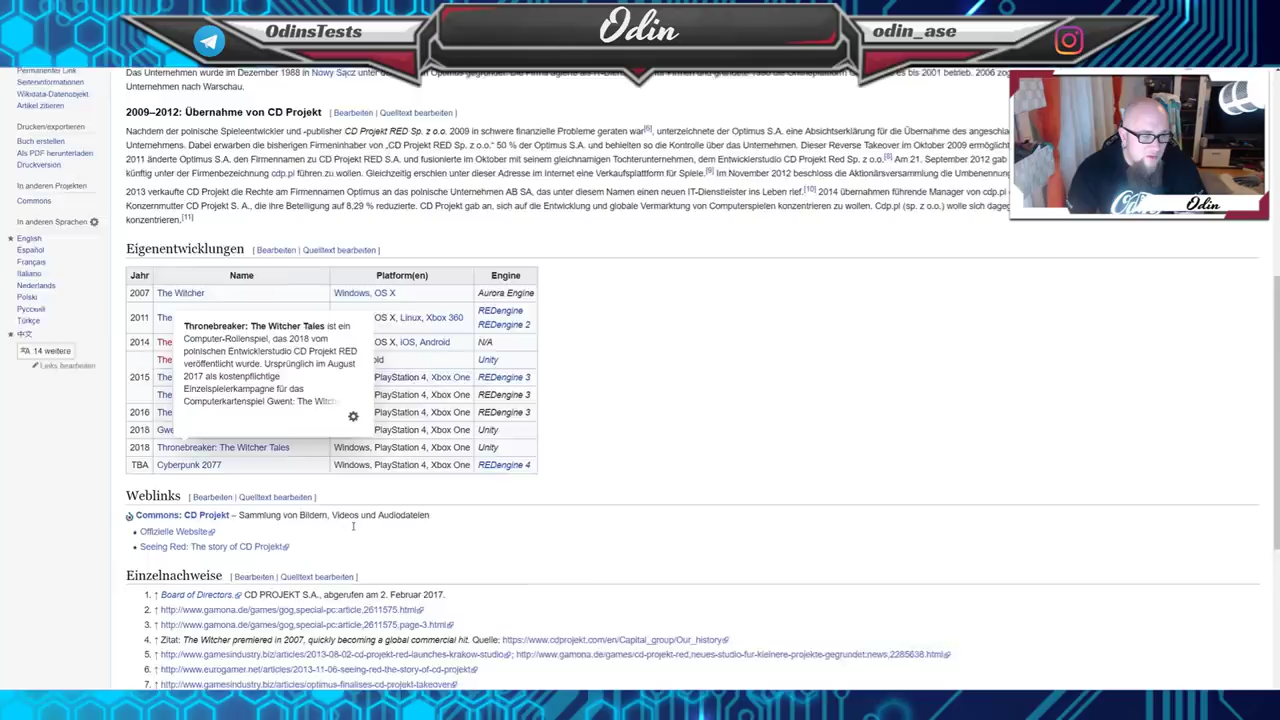 OdinsTests
Odin
odin_ase
Permanenter Link
Seiteninformationen
Wikidata-Datenobjekt
Artikel zitieren
Drucken/exportieren
Buch erstellen
Als PDF herunterladen
Druckversion
In anderen Projekten
Commons
In anderen Sprachen
English
Español
Français
Italiano
Nederlands
Polski
Русский
Türkçe
中文
14 weitere
Links bearbeiten
Das Unternehmen wurde im Dezember 1988 in Nowy Sącz unter
Unternehmen nach Warschau.
2009–2012: Übernahme von CD Projekt [ Bearbeiten | Quelltext bearbeiten ]
Nachdem der polnische Spieleentwickler und -publisher CD Projekt RED Sp. z o.o. 2009 in schwere finanzielle Probleme geraten war[6], unterzeichnete der Optimus S.A. eine Absichtserklärung für die Übernahme des angeschla
Unternehmens. Dabei erwarben die bisherigen Firmeninhaber von „CD Projekt RED Sp. z o.o.“ 50 % der Optimus S.A. und behielten so die Kontrolle über das Unternehmen. Dieser Reverse Takeover im Oktober 2009 ermöglicht
2011 änderte Optimus S.A. den Firmennamen zu CD Projekt RED S.A. und fusionierte im Oktober mit seinem gleichnamigen Tochterunternehmen, dem Entwicklerstudio CD Projekt Red Sp. z o.o.[8] Am 21. September 2012 gab
künftig unter der Firmenbezeichnung cdp.pl führen zu wollen. Gleichzeitig erschien unter dieser Adresse im Internet eine Verkaufsplattform für Spiele.[9] Im November 2012 beschloss die Aktionärsversammlung die Umbenennun
2013 verkaufte CD Projekt die Rechte am Firmennamen Optimus an das polnische Unternehmen AB SA, das unter diesem Namen einen neuen IT-Dienstleister ins Leben rief.[10] 2014 übernahmen führende Manager von cdp.pl
Konzernmutter CD Projekt S. A., die ihre Beteiligung auf 8,29 % reduzierte. CD Projekt gab an, sich auf die Entwicklung und globale Vermarktung von Computerspielen konzentrieren zu wollen. Cdp.pl (sp. z o.o.) wolle sich dageg
konzentrieren.[11]
Odin
Eigenentwicklungen [ Bearbeiten | Quelltext bearbeiten ]
Jahr Name Platform(en) Engine
2007 The Witcher Windows, OS X Aurora Engine
2011 The OS X, Linux, Xbox 360 REDengine
REDengine 2
2014 The OS X, iOS, Android N/A
The oid Unity
2015 The PlayStation 4, Xbox One REDengine 3
The PlayStation 4, Xbox One REDengine 3
2016 The PlayStation 4, Xbox One REDengine 3
2018 Gwe PlayStation 4, Xbox One Unity
2018 Thronebreaker: The Witcher Tales Windows, PlayStation 4, Xbox One Unity
TBA Cyberpunk 2077 Windows, PlayStation 4, Xbox One REDengine 4
Thronebreaker: The Witcher Tales ist ein
Computer-Rollenspiel, das 2018 vom
polnischen Entwicklerstudio CD Projekt RED
veröffentlicht wurde. Ursprünglich im August
2017 als kostenpflichtige
Einzelspielerkampagne für das
Computerkartenspiel Gwent: The Witch
Weblinks [ Bearbeiten | Quelltext bearbeiten ]
Commons: CD Projekt – Sammlung von Bildern, Videos und Audiodateien
• Offizielle Website
• Seeing Red: The story of CD Projekt
Einzelnachweise [ Bearbeiten | Quelltext bearbeiten ]
1. ↑ Board of Directors. CD PROJEKT S.A., abgerufen am 2. Februar 2017.
2. ↑ http://www.gamona.de/games/gog,special-pc:article,2611575.html
3. ↑ http://www.gamona.de/games/gog,special-pc:article,2611575,page-3.html
4. ↑ Zitat: The Witcher premiered in 2007, quickly becoming a global commercial hit. Quelle: https://www.cdprojekt.com/en/Capital_group/Our_history
5. ↑ http://www.gamesindustry.biz/articles/2013-08-02-cd-projekt-red-launches-krakow-studio; http://www.gamona.de/games/cd-projekt-red,neues-studio-fur-kleinere-projekte-gegrundet:news,2285638.html
6. ↑ http://www.eurogamer.net/articles/2013-11-06-seeing-red-the-story-of-cd-projekt
7. ↑ http://www.gamesindustry.biz/articles/optimus-finalises-cd-projekt-takeover